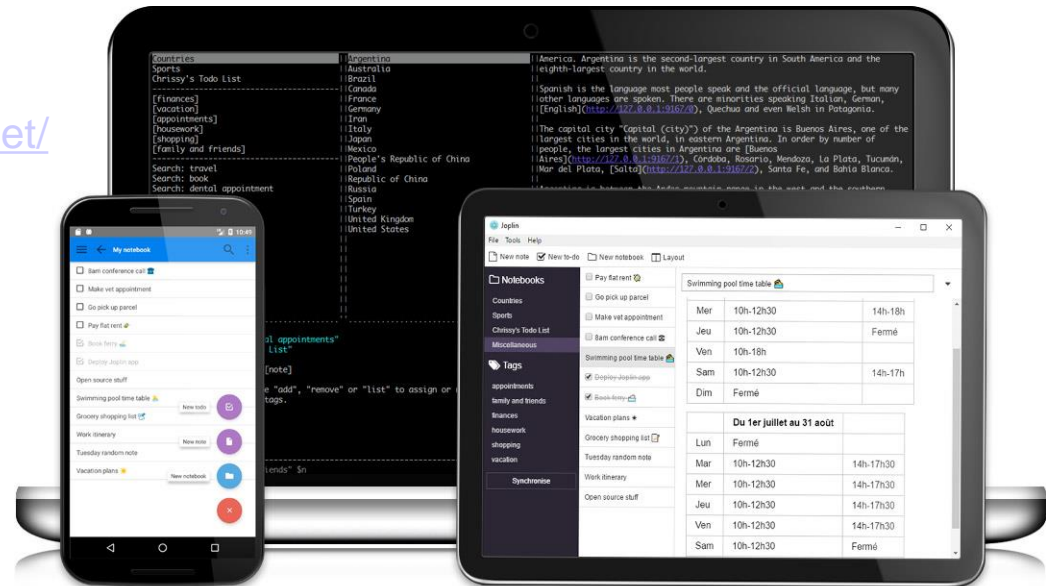 et/
Countries
Sports
Chrissy's Todo List
[finances]
[vacation]
[appointments]
[housework]
[shopping]
[family and friends]
Search: travel
Search: book
Search: dental appointment
Argentina
Australia
Brazil
Canada
France
Germany
Iran
Italy
Japan
Mexico
People's Republic of China
Poland
Republic of China
Russia
Spain
Turkey
United Kingdom
United States
America. Argentina is the second-largest country in South America and the
eighth-largest country in the world.
Spanish is the language most people speak and the official language, but many
other languages are spoken. There are minorities speaking Italian, German,
[English](http://127.0.0.1:9167/0), Quechua and even Welsh in Patagonia.
The capital city "Capital (city)") of the Argentina is Buenos Aires, one of the
largest cities in the world, in eastern Argentina. In order by number of
people, the largest cities in Argentina are [Buenos
Aires](http://127.0.0.1:9167/1), Córdoba, Rosario, Mendoza, La Plata, Tucumán,
Mar del Plata, [Salta](http://127.0.0.1:9167/2), Santa Fe, and Bahía Blanca.
al appointments"
List"
[note]
"add", "remove" or "list" to assign or
tags.
iends" $n
10:49
My notebook
8am conference call
Make vet appointment
Go pick up parcel
Pay flat rent
Book ferry
Deploy Joplin app
Open source stuff
Swimming pool time table
Grocery shopping list
Work itinerary
Tuesday random note
Vacation plans
New todo
New note
New notebook
Joplin
File Tools Help
New note New to-do New notebook Layout
Notebooks
Countries
Sports
Chrissy's Todo List
Miscellaneous
Tags
appointments
family and friends
finances
housework
shopping
vacation
Synchronise
Pay flat rent
Go pick up parcel
Make vet appointment
8am conference call
Swimming pool time table
Deploy Joplin app
Book ferry
Vacation plans
Grocery shopping list
Tuesday random note
Work itinerary
Open source stuff
Swimming pool time table
Mer 10h-12h30 14h-18h
Jeu 10h-12h30 Fermé
Ven 10h-18h
Sam 10h-12h30 14h-17h
Dim Fermé
Du 1er juillet au 31 août
Lun Fermé
Mar 10h-12h30 14h-17h30
Mer 10h-12h30 14h-17h30
Jeu 10h-12h30 14h-17h30
Ven 10h-12h30 14h-17h30
Sam 10h-12h30 Fermé